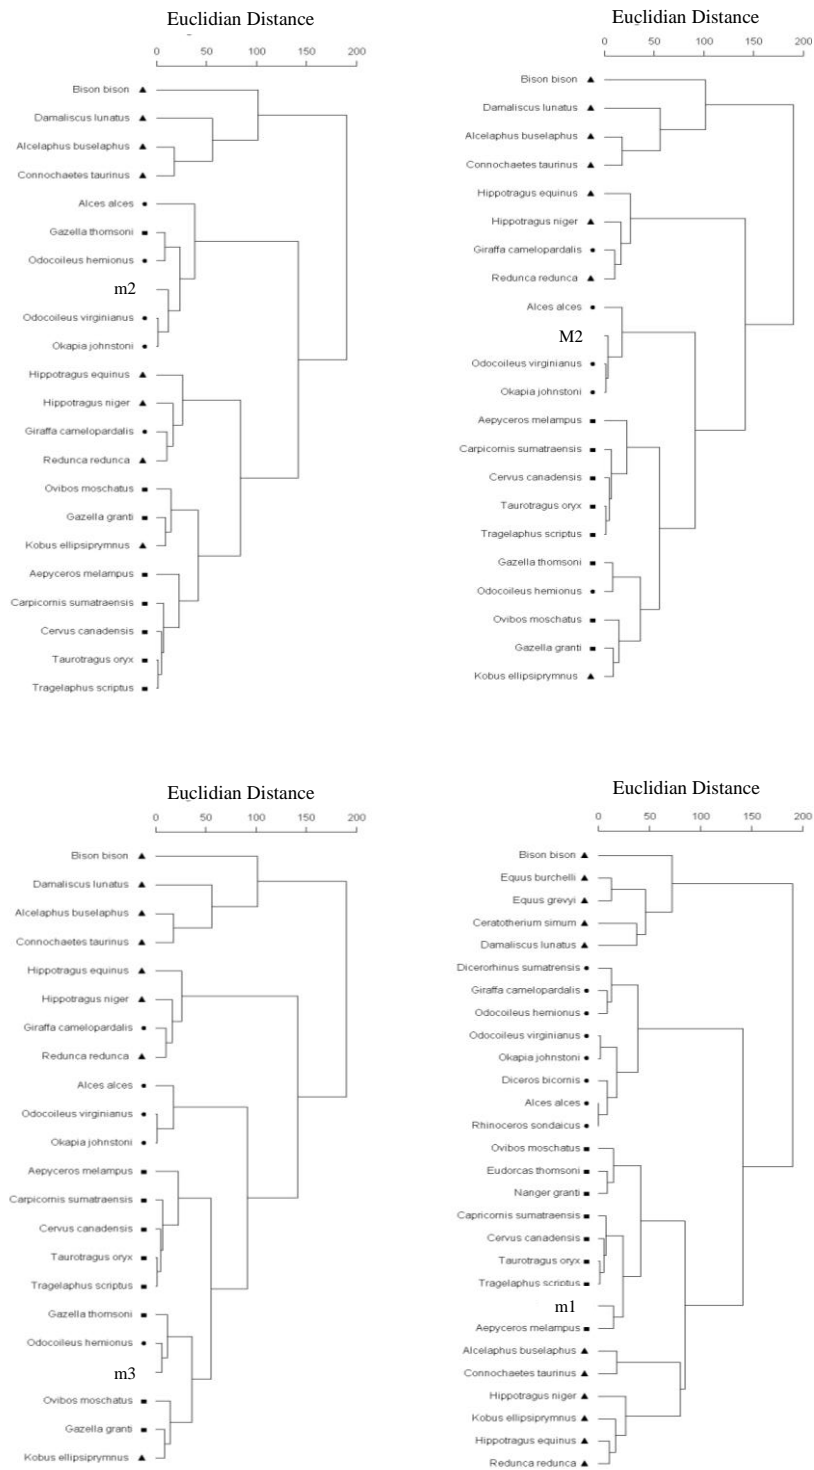 Euclidian Distance
0 50 100 150 200
Bison bison
Damaliscus lunatus
Alcelaphus buselaphus
Connochaetes taurinus
Alces alces
Gazella thomsoni
Odocoileus hemionus
m2
Odocoileus virginianus
Okapia johnstoni
Hippotragus equinus
Hippotragus niger
Giraffa camelopardalis
Redunca redunca
Ovibos moschatus
Gazella granti
Kobus ellipsiprymnus
Aepyceros melampus
Carpicornis sumatraensis
Cervus canadensis
Taurotragus oryx
Tragelaphus scriptus
Euclidian Distance
0 50 100 150 200
Bison bison
Damaliscus lunatus
Alcelaphus buselaphus
Connochaetes taurinus
Hippotragus equinus
Hippotragus niger
Giraffa camelopardalis
Redunca redunca
Alces alces
M2
Odocoileus virginianus
Okapia johnstoni
Aepyceros melampus
Carpicornis sumatraensis
Cervus canadensis
Taurotragus oryx
Tragelaphus scriptus
Gazella thomsoni
Odocoileus hemionus
Ovibos moschatus
Gazella granti
Kobus ellipsiprymnus
Euclidian Distance
0 50 100 150 200
Bison bison
Damaliscus lunatus
Alcelaphus buselaphus
Connochaetes taurinus
Hippotragus equinus
Hippotragus niger
Giraffa camelopardalis
Redunca redunca
Alces alces
Odocoileus virginianus
Okapia johnstoni
Aepyceros melampus
Carpicornis sumatraensis
Cervus canadensis
Taurotragus oryx
Tragelaphus scriptus
Gazella thomsoni
Odocoileus hemionus
m3
Ovibos moschatus
Gazella granti
Kobus ellipsiprymnus
Euclidian Distance
0 50 100 150 200
Bison bison
Equus burchelli
Equus grevyi
Ceratotherium simum
Damaliscus lunatus
Dicerorhinus sumatrensis
Giraffa camelopardalis
Odocoileus hemionus
Odocoileus virginianus
Okapia johnstoni
Diceros bicornis
Alces alces
Rhinoceros sondaicus
Ovibos moschatus
Eudorcas thomsoni
Nanger granti
Capricornis sumatraensis
Cervus canadensis
Taurotragus oryx
Tragelaphus scriptus
m1
Aepyceros melampus
Alcelaphus buselaphus
Connochaetes taurinus
Hippotragus niger
Kobus ellipsiprymnus
Hippotragus equinus
Redunca redunca